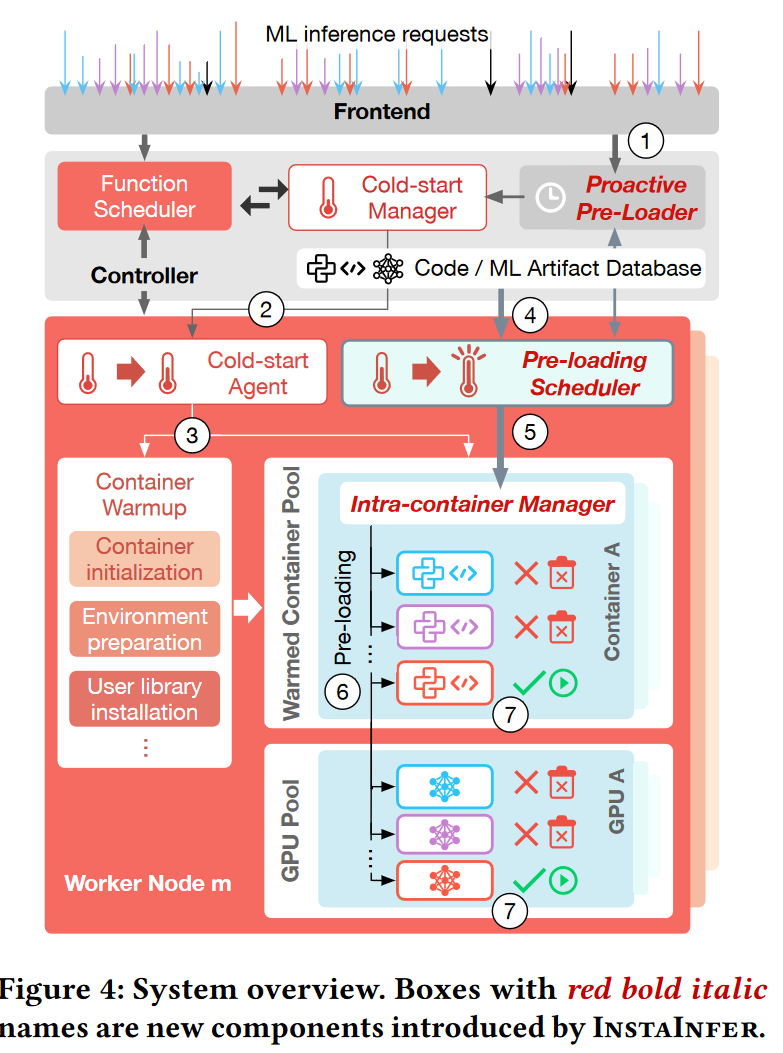 ML inference requests
Frontend
1
Function
Scheduler
Cold-start
Manager
Proactive
Pre-Loader
Controller
</> Code / ML Artifact Database
2
4
Cold-start
Agent
Pre-loading
Scheduler
3
5
Container
Warmup
Container
initialization
Environment
preparation
User library
installation
⋮
Warmed Container Pool
Intra-container Manager
Pre-loading
6
</>
</>
...
</>
7
Container A
GPU Pool
...
7
GPU A
Worker Node m
Figure 4: System overview. Boxes with red bold italic
names are new components introduced by INSTAINFER.